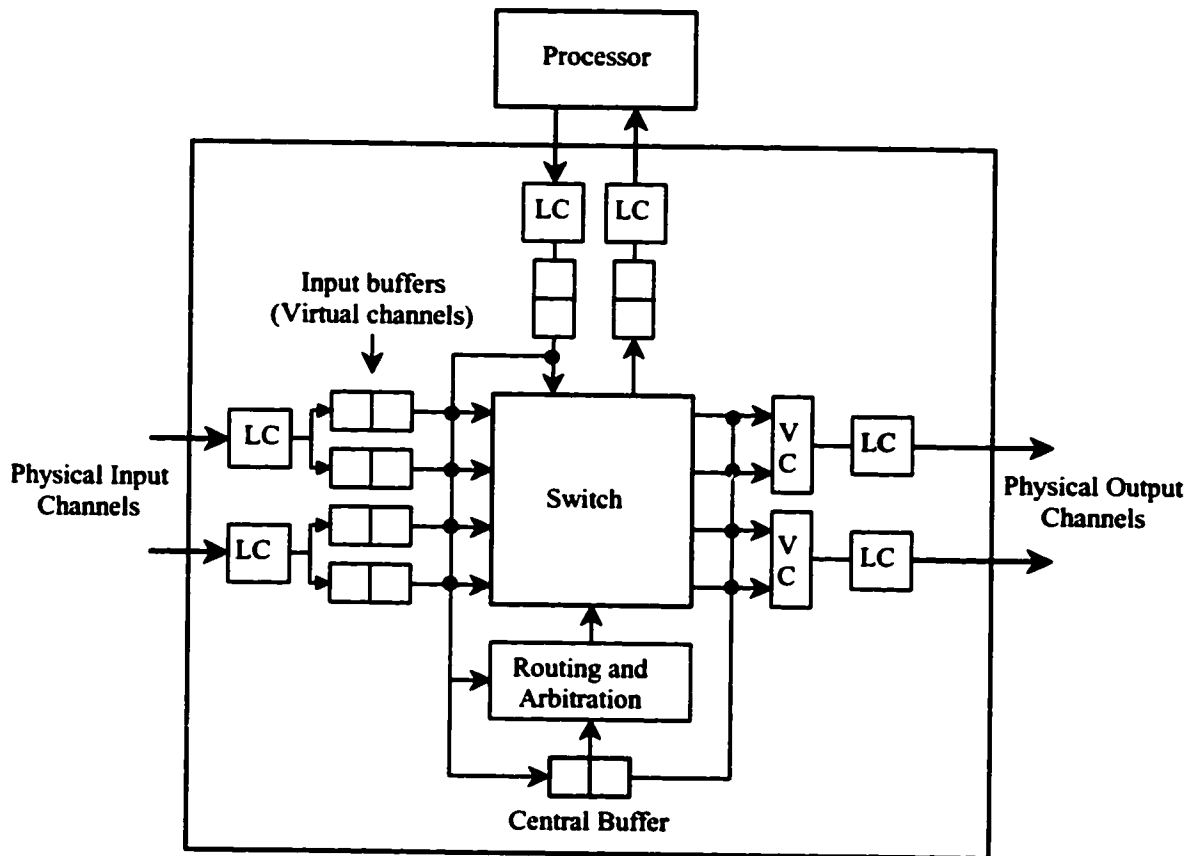 Processor
LC
LC
Input buffers
(Virtual channels)
LC
Physical Input
Channels
LC
Switch
V
C
LC
Physical Output
Channels
V
C
LC
Routing and
Arbitration
Central Buffer